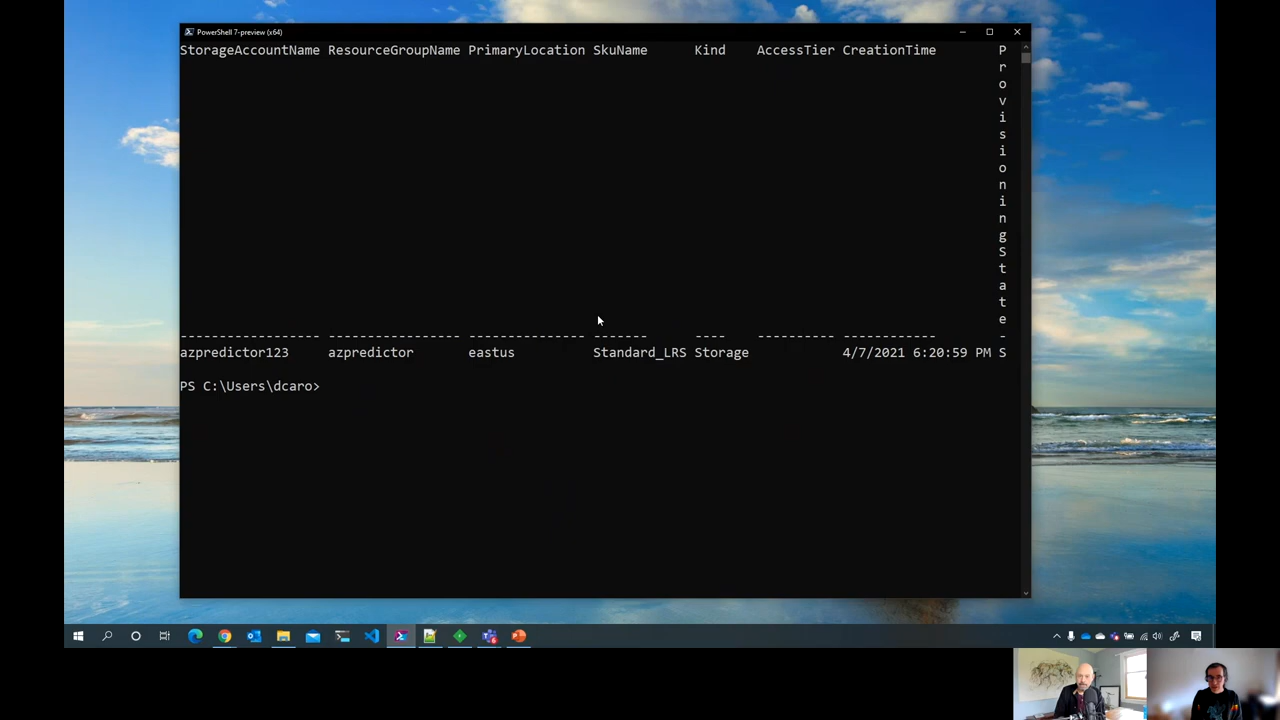 PowerShell 7-preview (x64)
StorageAccountName ResourceGroupName PrimaryLocation SkuName Kind AccessTier CreationTime ProvisioningState
------------------ ----------------- --------------- ------- ---- ---------- ------------ -
azpredictor123 azpredictor eastus Standard_LRS Storage 4/7/2021 6:20:59 PM S
PS C:\Users\dcaro>